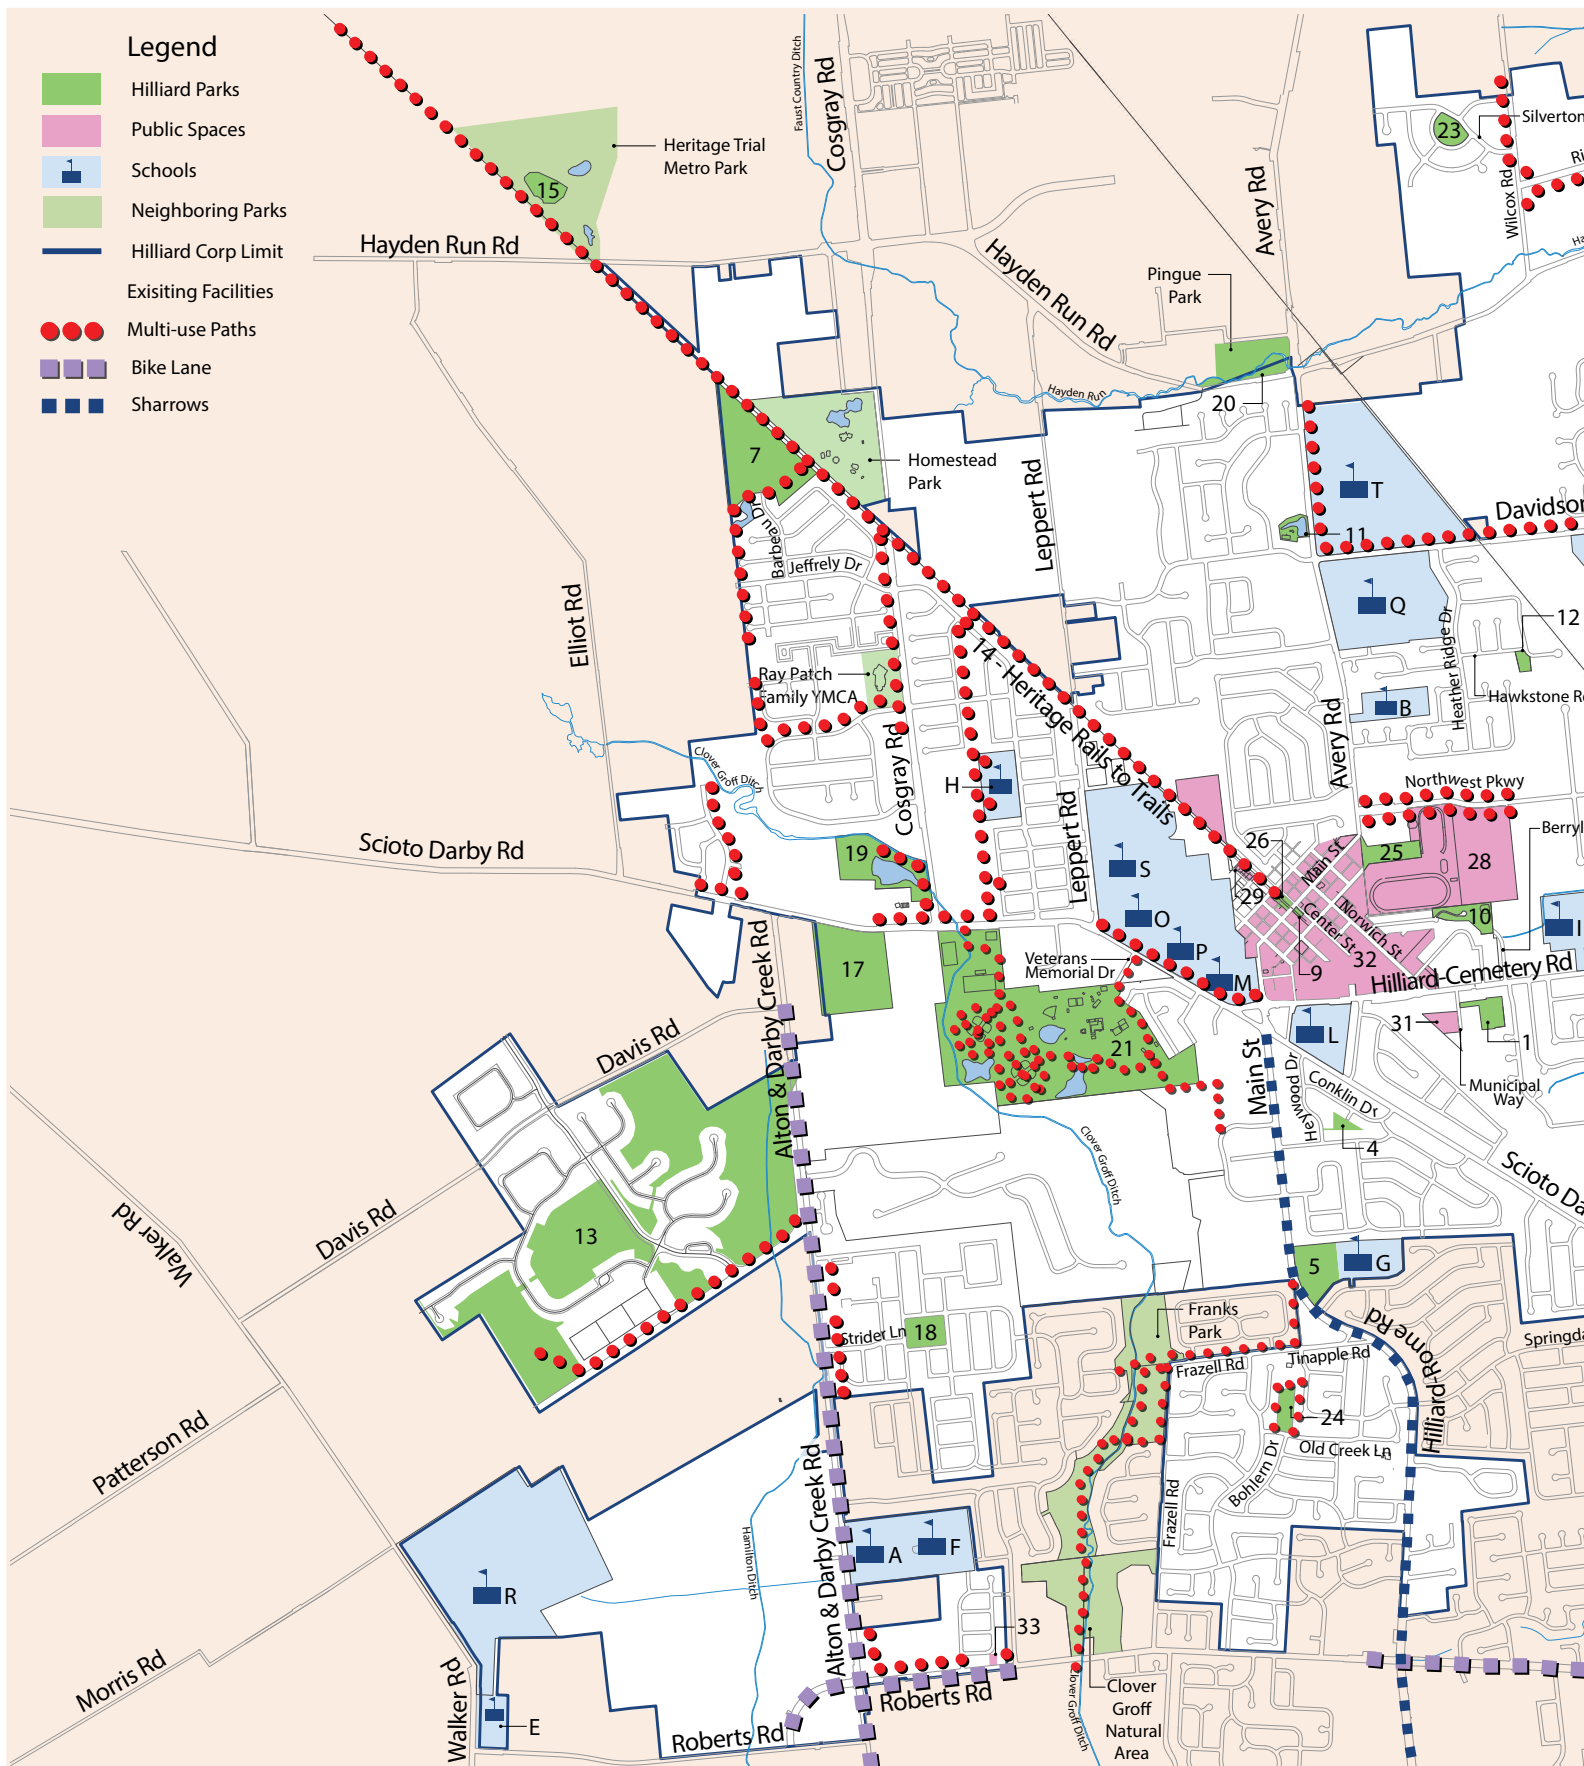 Legend
Hilliard Parks
Public Spaces
Schools
Neighboring Parks
Hilliard Corp Limit
Exisiting Facilities
Multi-use Paths
Bike Lane
Sharrows
Heritage Trial
Metro Park
15
Hayden Run Rd
Faust Country Ditch
Cosgray Rd
Avery Rd
23
Silverton
Wilcox Rd
Ri
Ha
Hayden Run Rd
Pingue
Park
Hayden Run
20
7
Homestead
Park
Leppert Rd
T
Davidson
11
Barbeau Dr
Jeffrely Dr
Q
12
Elliot Rd
14 - Heritage Rails to Trails
Ray Patch
Family YMCA
Heather Ridge Dr
Hawkstone R
B
Avery Rd
Clover Groff Ditch
Cosgray Rd
H
Leppert Rd
Northwest Pkwy
Scioto Darby Rd
19
26
Main St
25
28
Berryl
S
29
O
Center St
Norwich St
10
I
P
Veterans
Memorial Dr
M
9
32
Hilliard-Cemetery Rd
17
Alton & Darby Creek Rd
Davis Rd
21
Main St
L
31
1
Heywood Dr
Conklin Dr
Municipal
Way
4
Clover Groff Ditch
Scioto Da
Walker Rd
Davis Rd
13
5
G
Strider Ln
18
Franks
Park
Hilliard-Rome Rd
Springda
Frazell Rd
Tinapple Rd
24
Patterson Rd
Old Creek Ln
Bohlern Dr
Frazell Rd
Alton & Darby Creek Rd
Hamilton Ditch
A
F
R
33
Morris Rd
Walker Rd
E
Roberts Rd
Roberts Rd
Clover Groff Ditch
Clover
Groff
Natural
Area